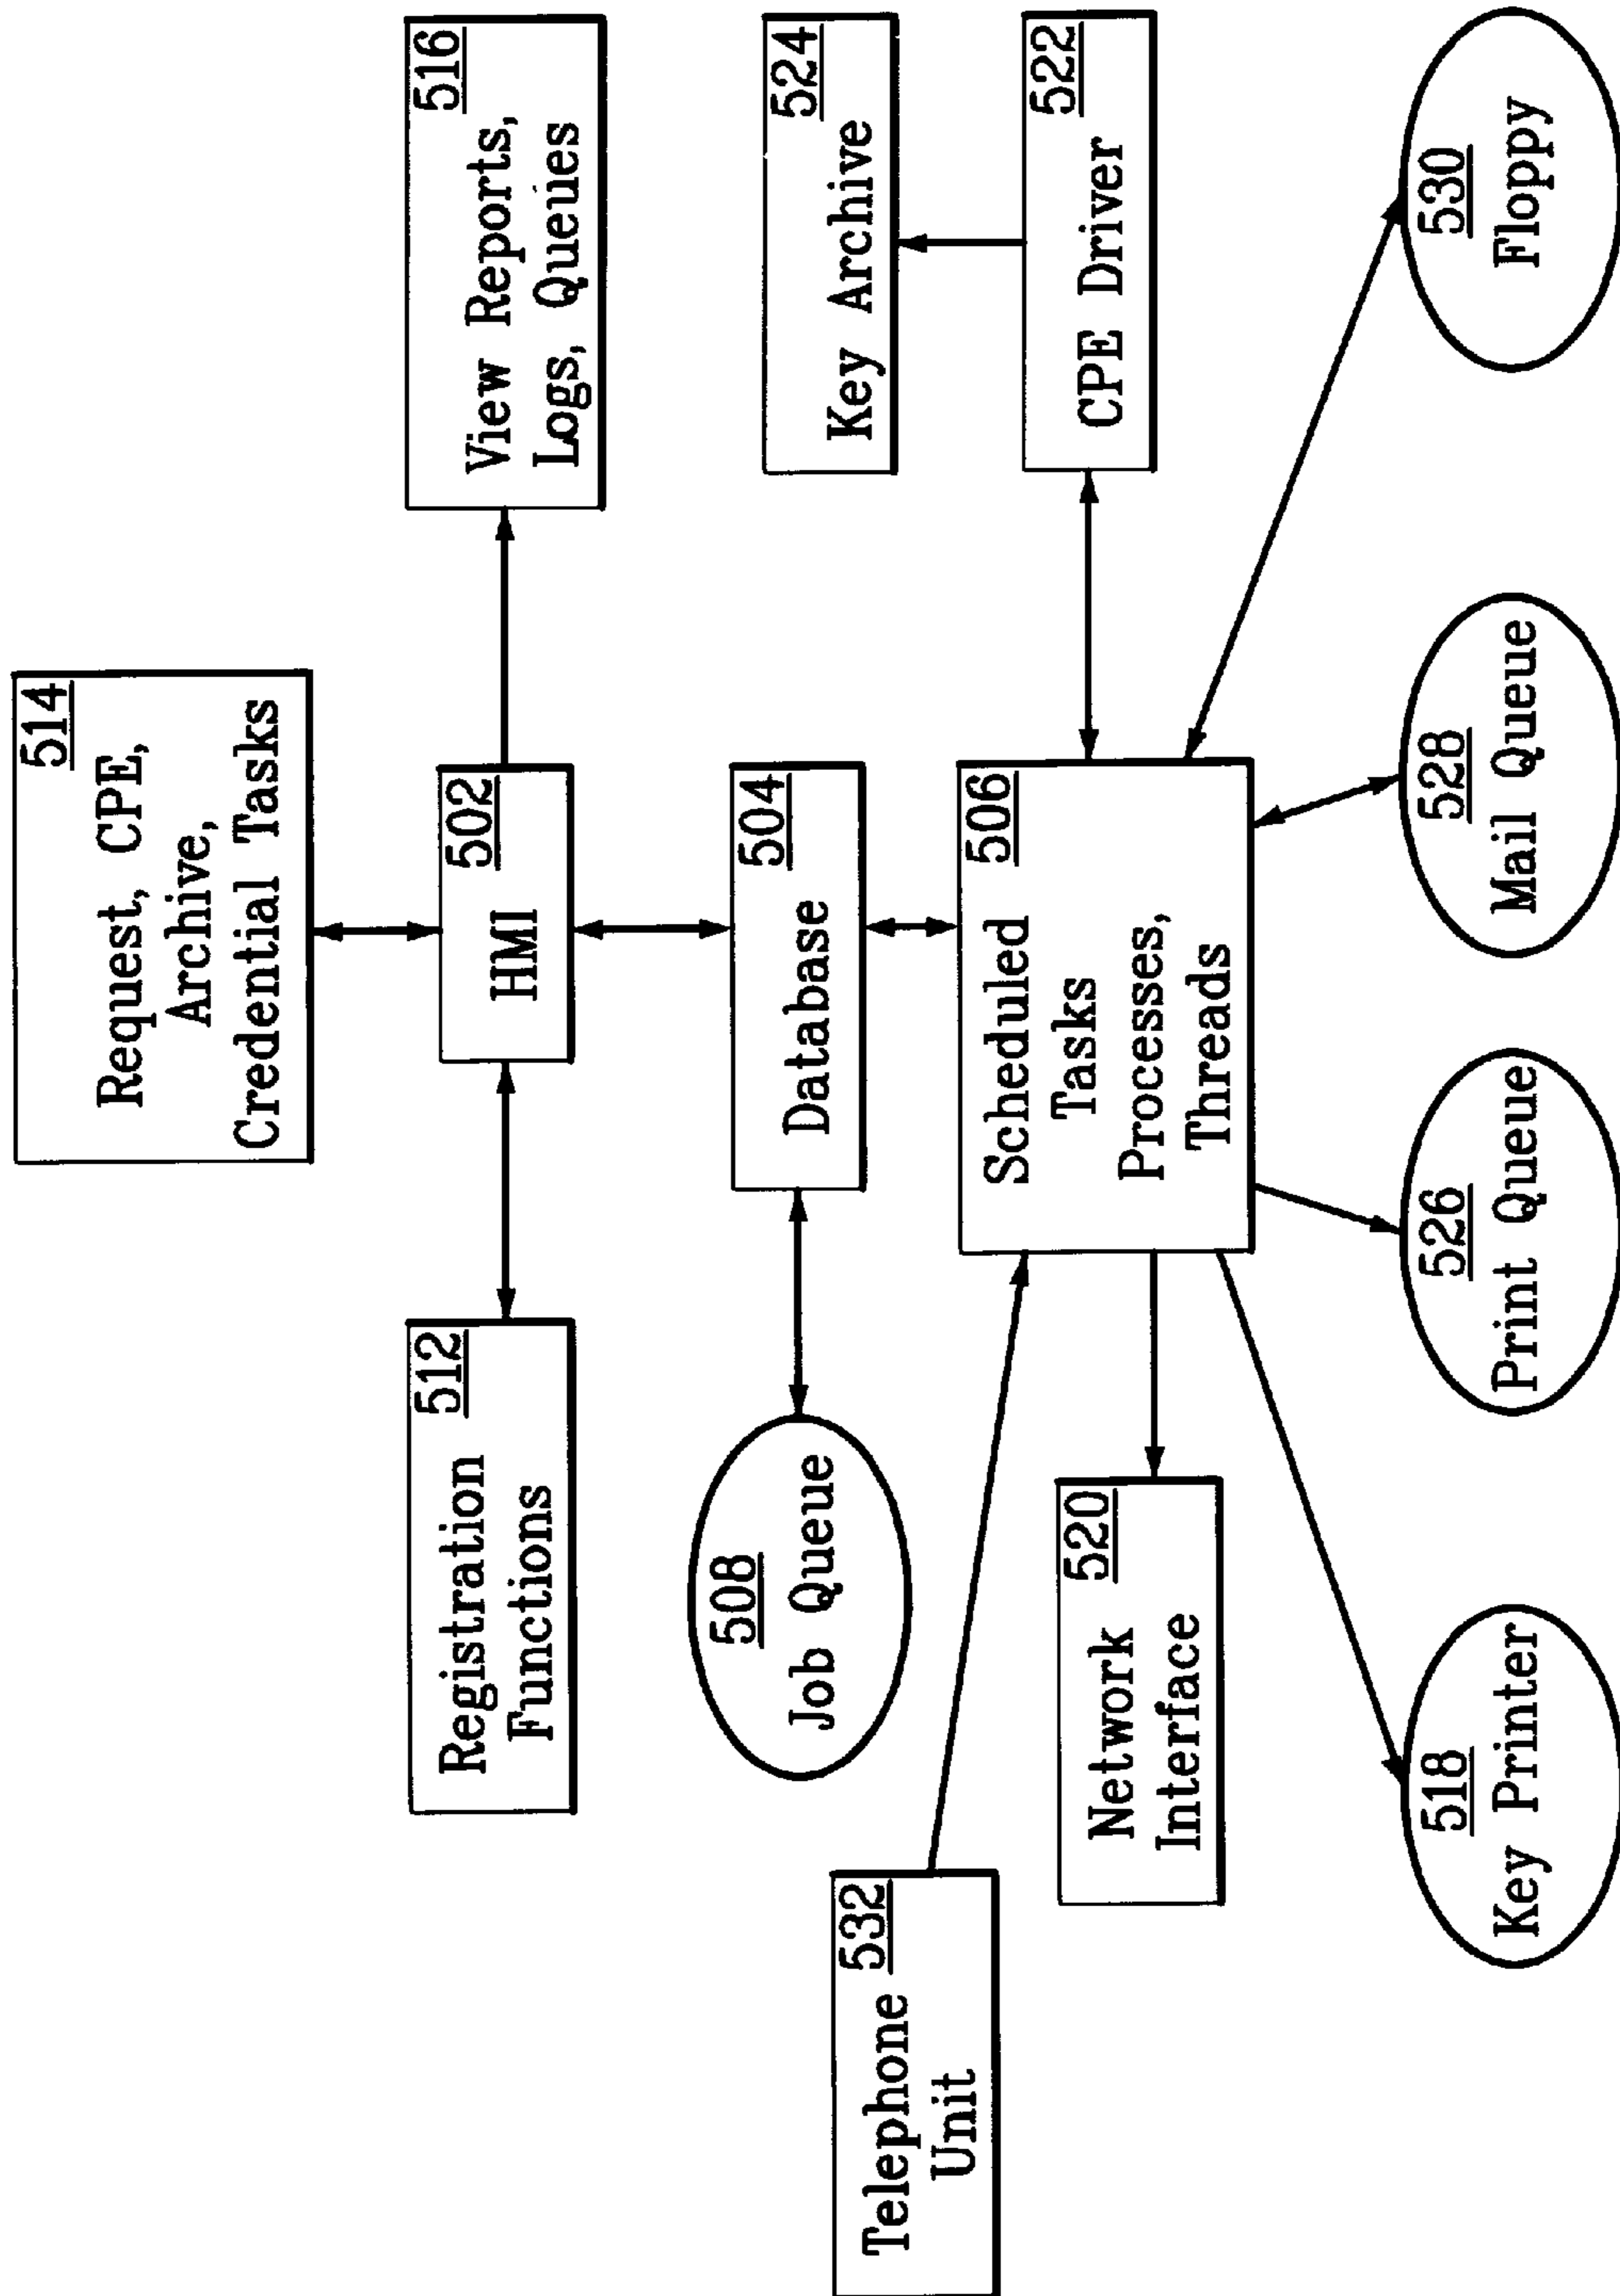 514
Request, CPE,
Archive,
Credential Tasks
512
Registration
Functions
502
HMI
516
View Reports,
Logs, Queues
508
Job Queue
504
Database
524
Key Archive
Telephone 532
Unit
520
Network
Interface
506
Scheduled
Tasks
Processes,
Threads
522
CPE Driver
518
Key Printer
526
Print Queue
528
Mail Queue
530
Floppy